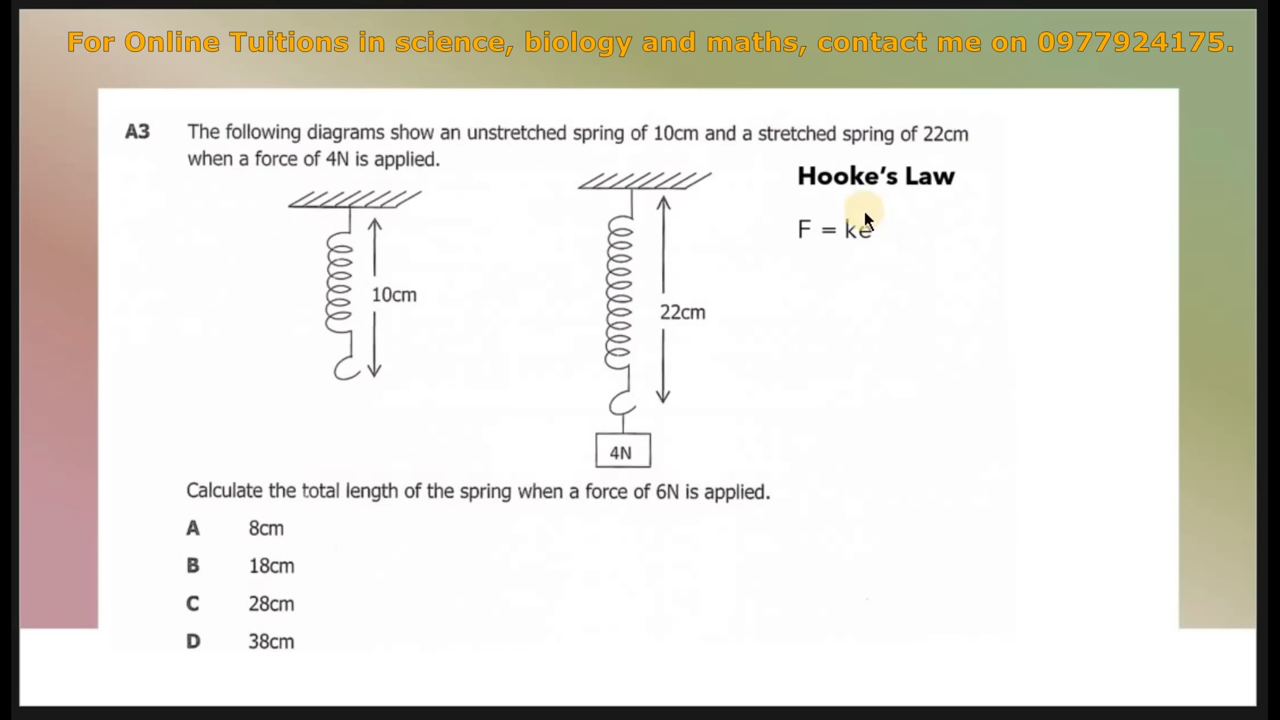 For Online Tuitions in science, biology and maths, contact me on 0977924175.
A3 The following diagrams show an unstretched spring of 10cm and a stretched spring of 22cm
when a force of 4N is applied.
Hooke's Law
F = ke
10cm
22cm
4N
Calculate the total length of the spring when a force of 6N is applied.
A 8cm
B 18cm
C 28cm
D 38cm